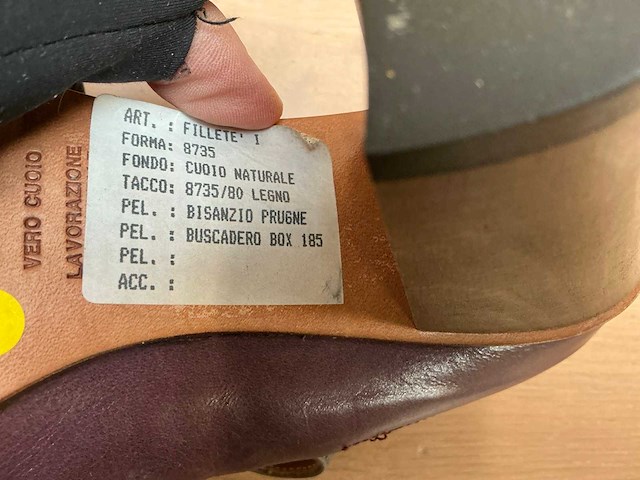 ART. : FILLETE' I
FORMA: 8735
FONDO: CUOIO NATURALE
TACCO: 8735/80 LEGNO
PEL. : BISANZIO PRUGNE
PEL. : BUSCADERO BOX 185
PEL. :
ACC. :
VERO CUOIO
LAVORAZIONE